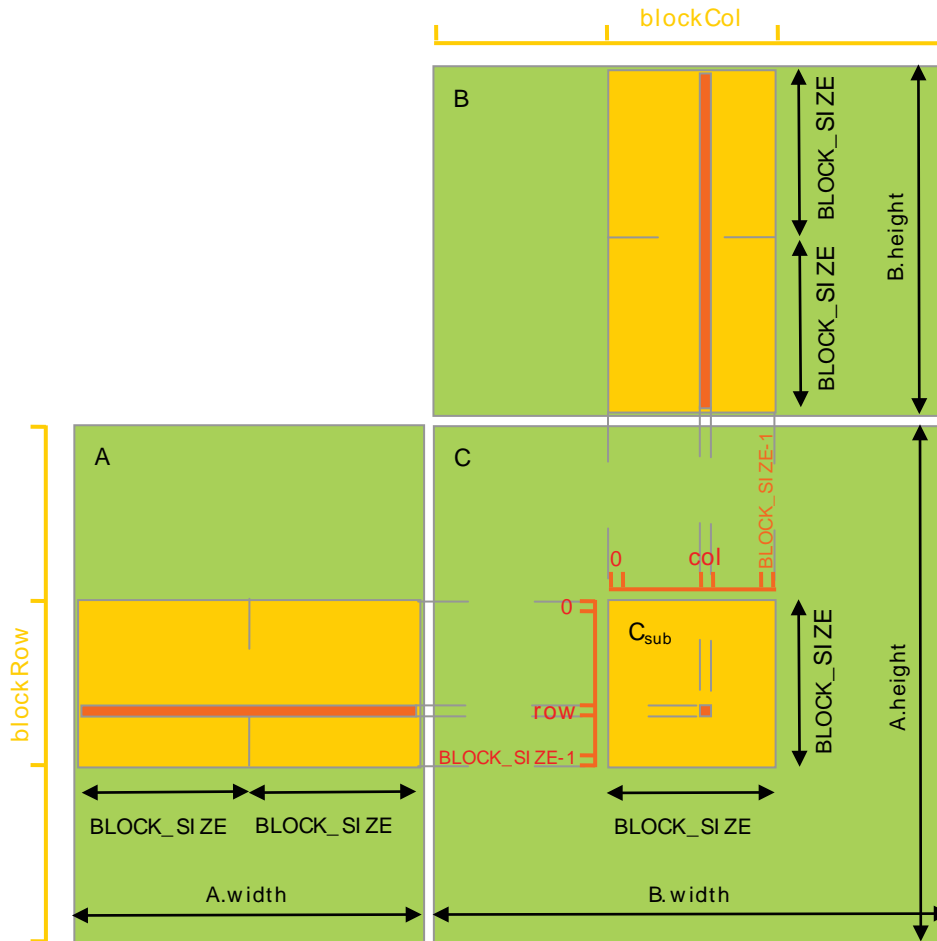 blockCol
B
BLOCK_SIZE
BLOCK_SIZE
B.height
A
C
BLOCK_SIZE-1
0
col
blockRow
0
C_sub
BLOCK_SIZE
A.height
row
BLOCK_SIZE-1
BLOCK_SIZE
BLOCK_SIZE
BLOCK_SIZE
A.width
B.width